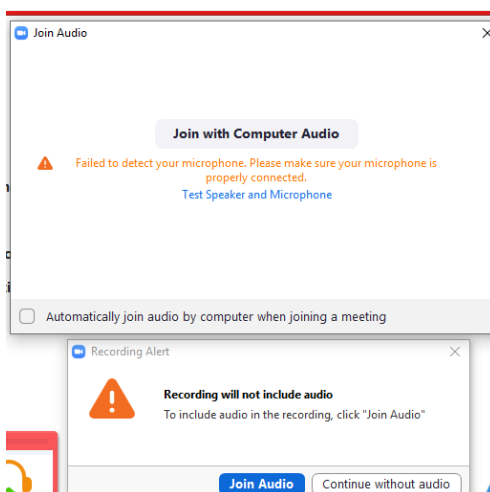 Join Audio
Join with Computer Audio
Failed to detect your microphone. Please make sure your microphone is
properly connected.
Test Speaker and Microphone
Automatically join audio by computer when joining a meeting
Recording Alert
Recording will not include audio
To include audio in the recording, click "Join Audio"
Join Audio
Continue without audio